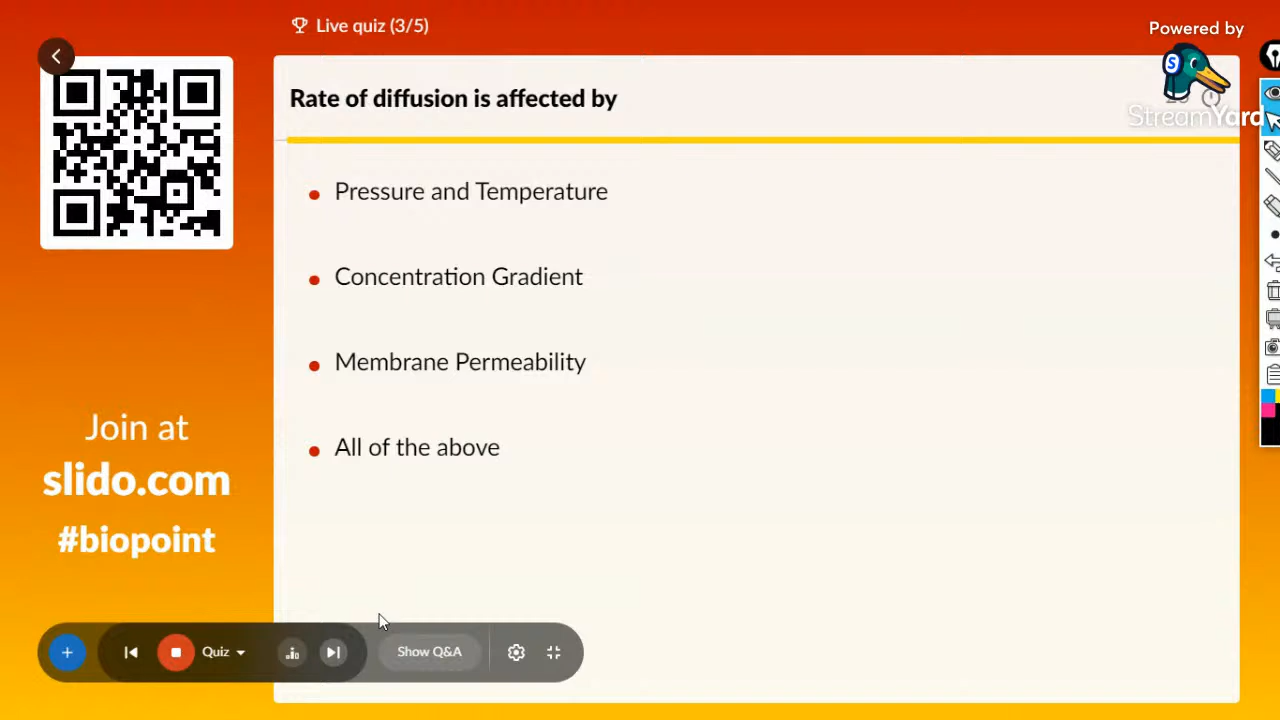 Live quiz (3/5)
Powered by
StreamYard
Rate of diffusion is affected by
Pressure and Temperature
Concentration Gradient
Membrane Permeability
All of the above
Join at
slido.com
#biopoint
Quiz
Show Q&A